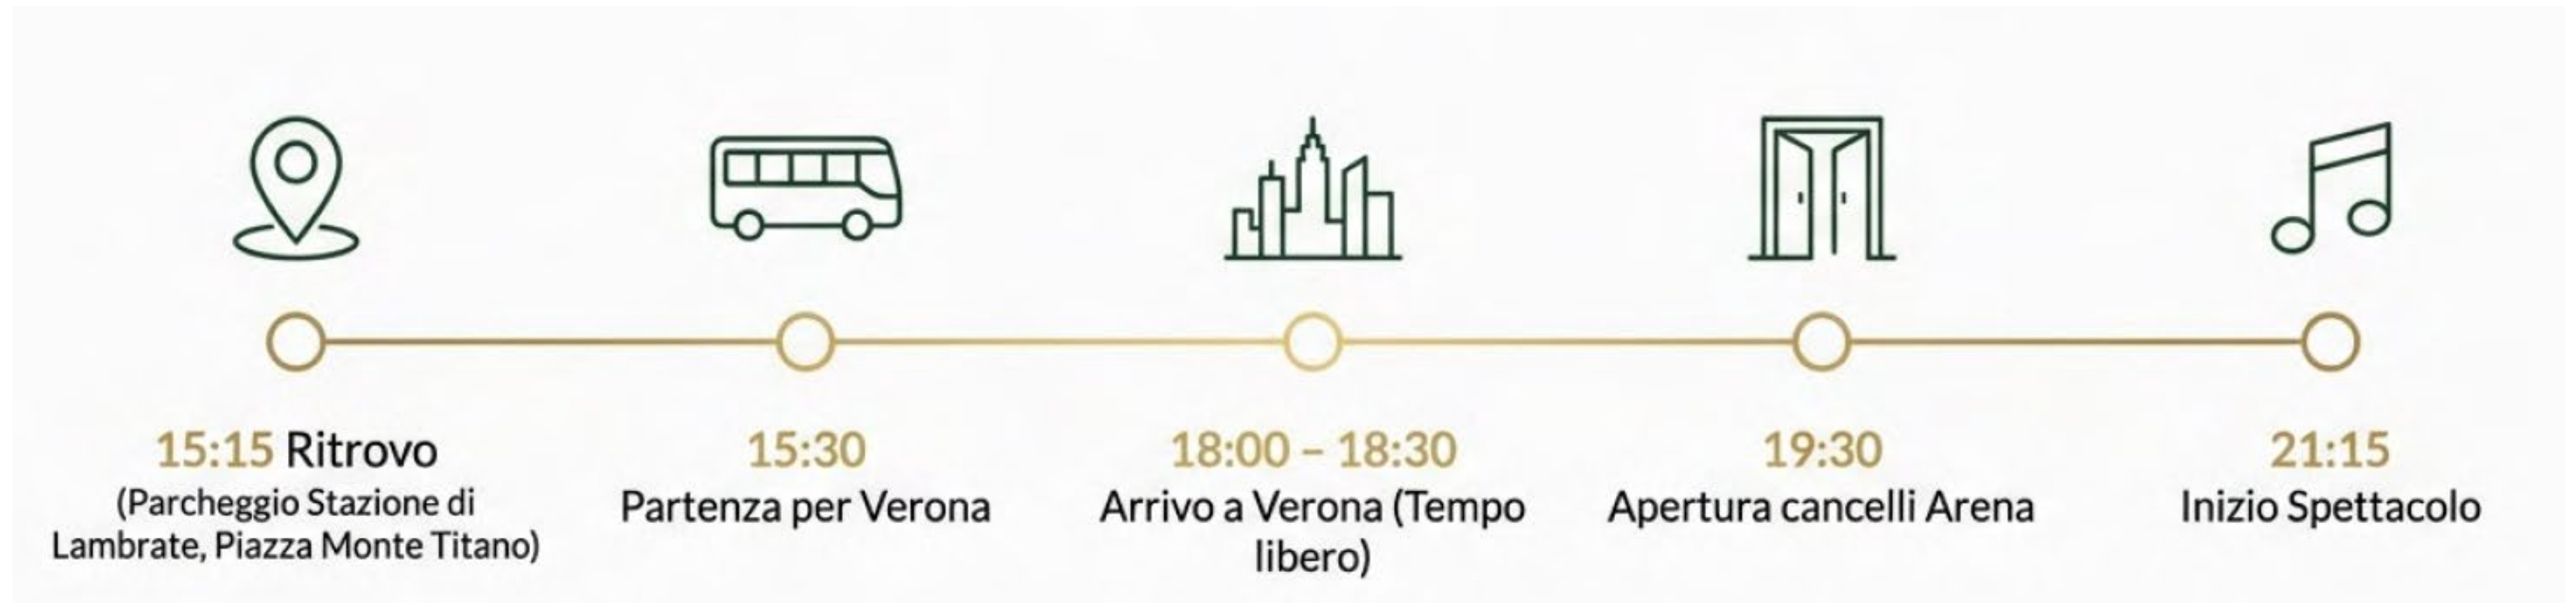 15:15 Ritrovo
(Parcheggio Stazione di
Lambrate, Piazza Monte Titano)
15:30
Partenza per Verona
18:00 – 18:30
Arrivo a Verona (Tempo
libero)
19:30
Apertura cancelli Arena
21:15
Inizio Spettacolo